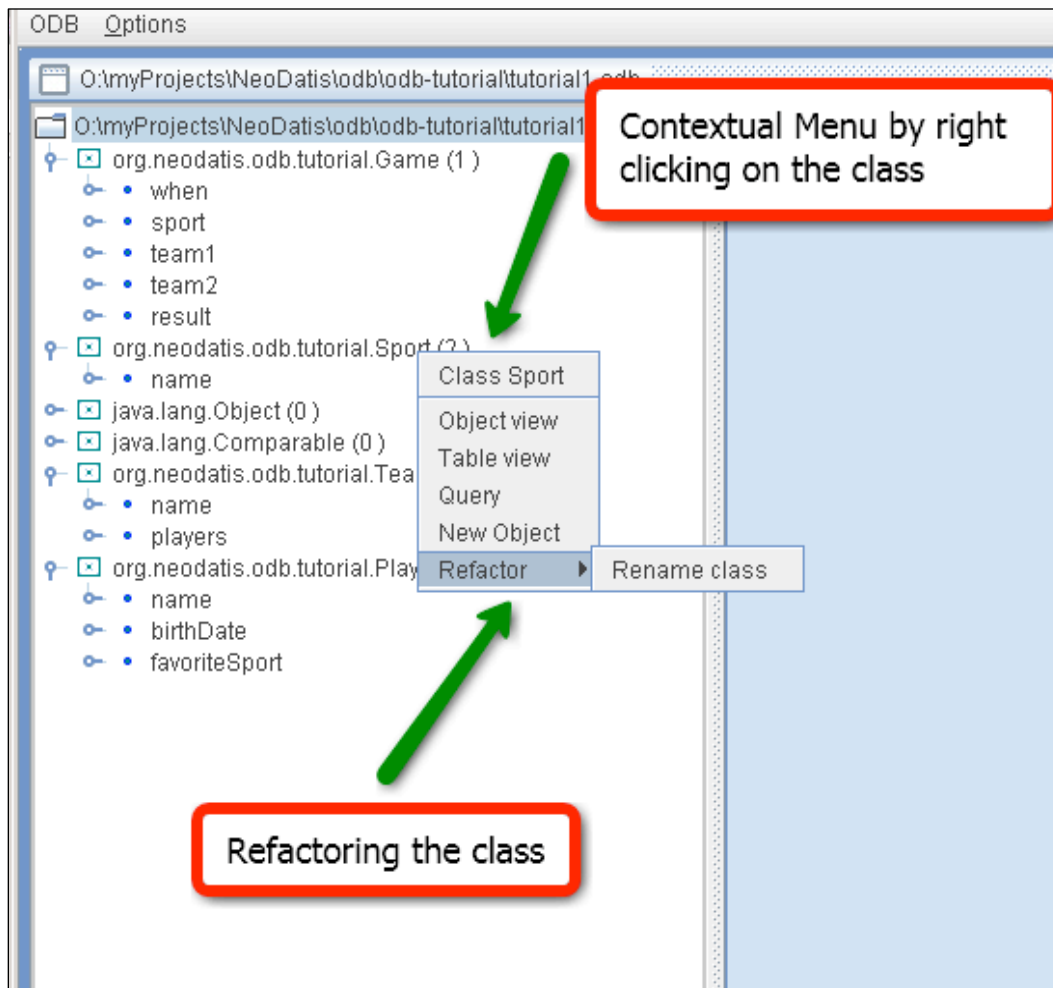 ODB Options
O:\myProjects\NeoDatis\odb\odb-tutorial\tutorial1.odb
O:\myProjects\NeoDatis\odb\odb-tutorial\tutorial1
Contextual Menu by right
clicking on the class
org.neodatis.odb.tutorial.Game (1 )
when
sport
team1
team2
result
org.neodatis.odb.tutorial.Sport (2 )
name
java.lang.Object (0 )
java.lang.Comparable (0 )
org.neodatis.odb.tutorial.Tea
name
players
org.neodatis.odb.tutorial.Play
name
birthDate
favoriteSport
Class Sport
Object view
Table view
Query
New Object
Refactor
Rename class
Refactoring the class